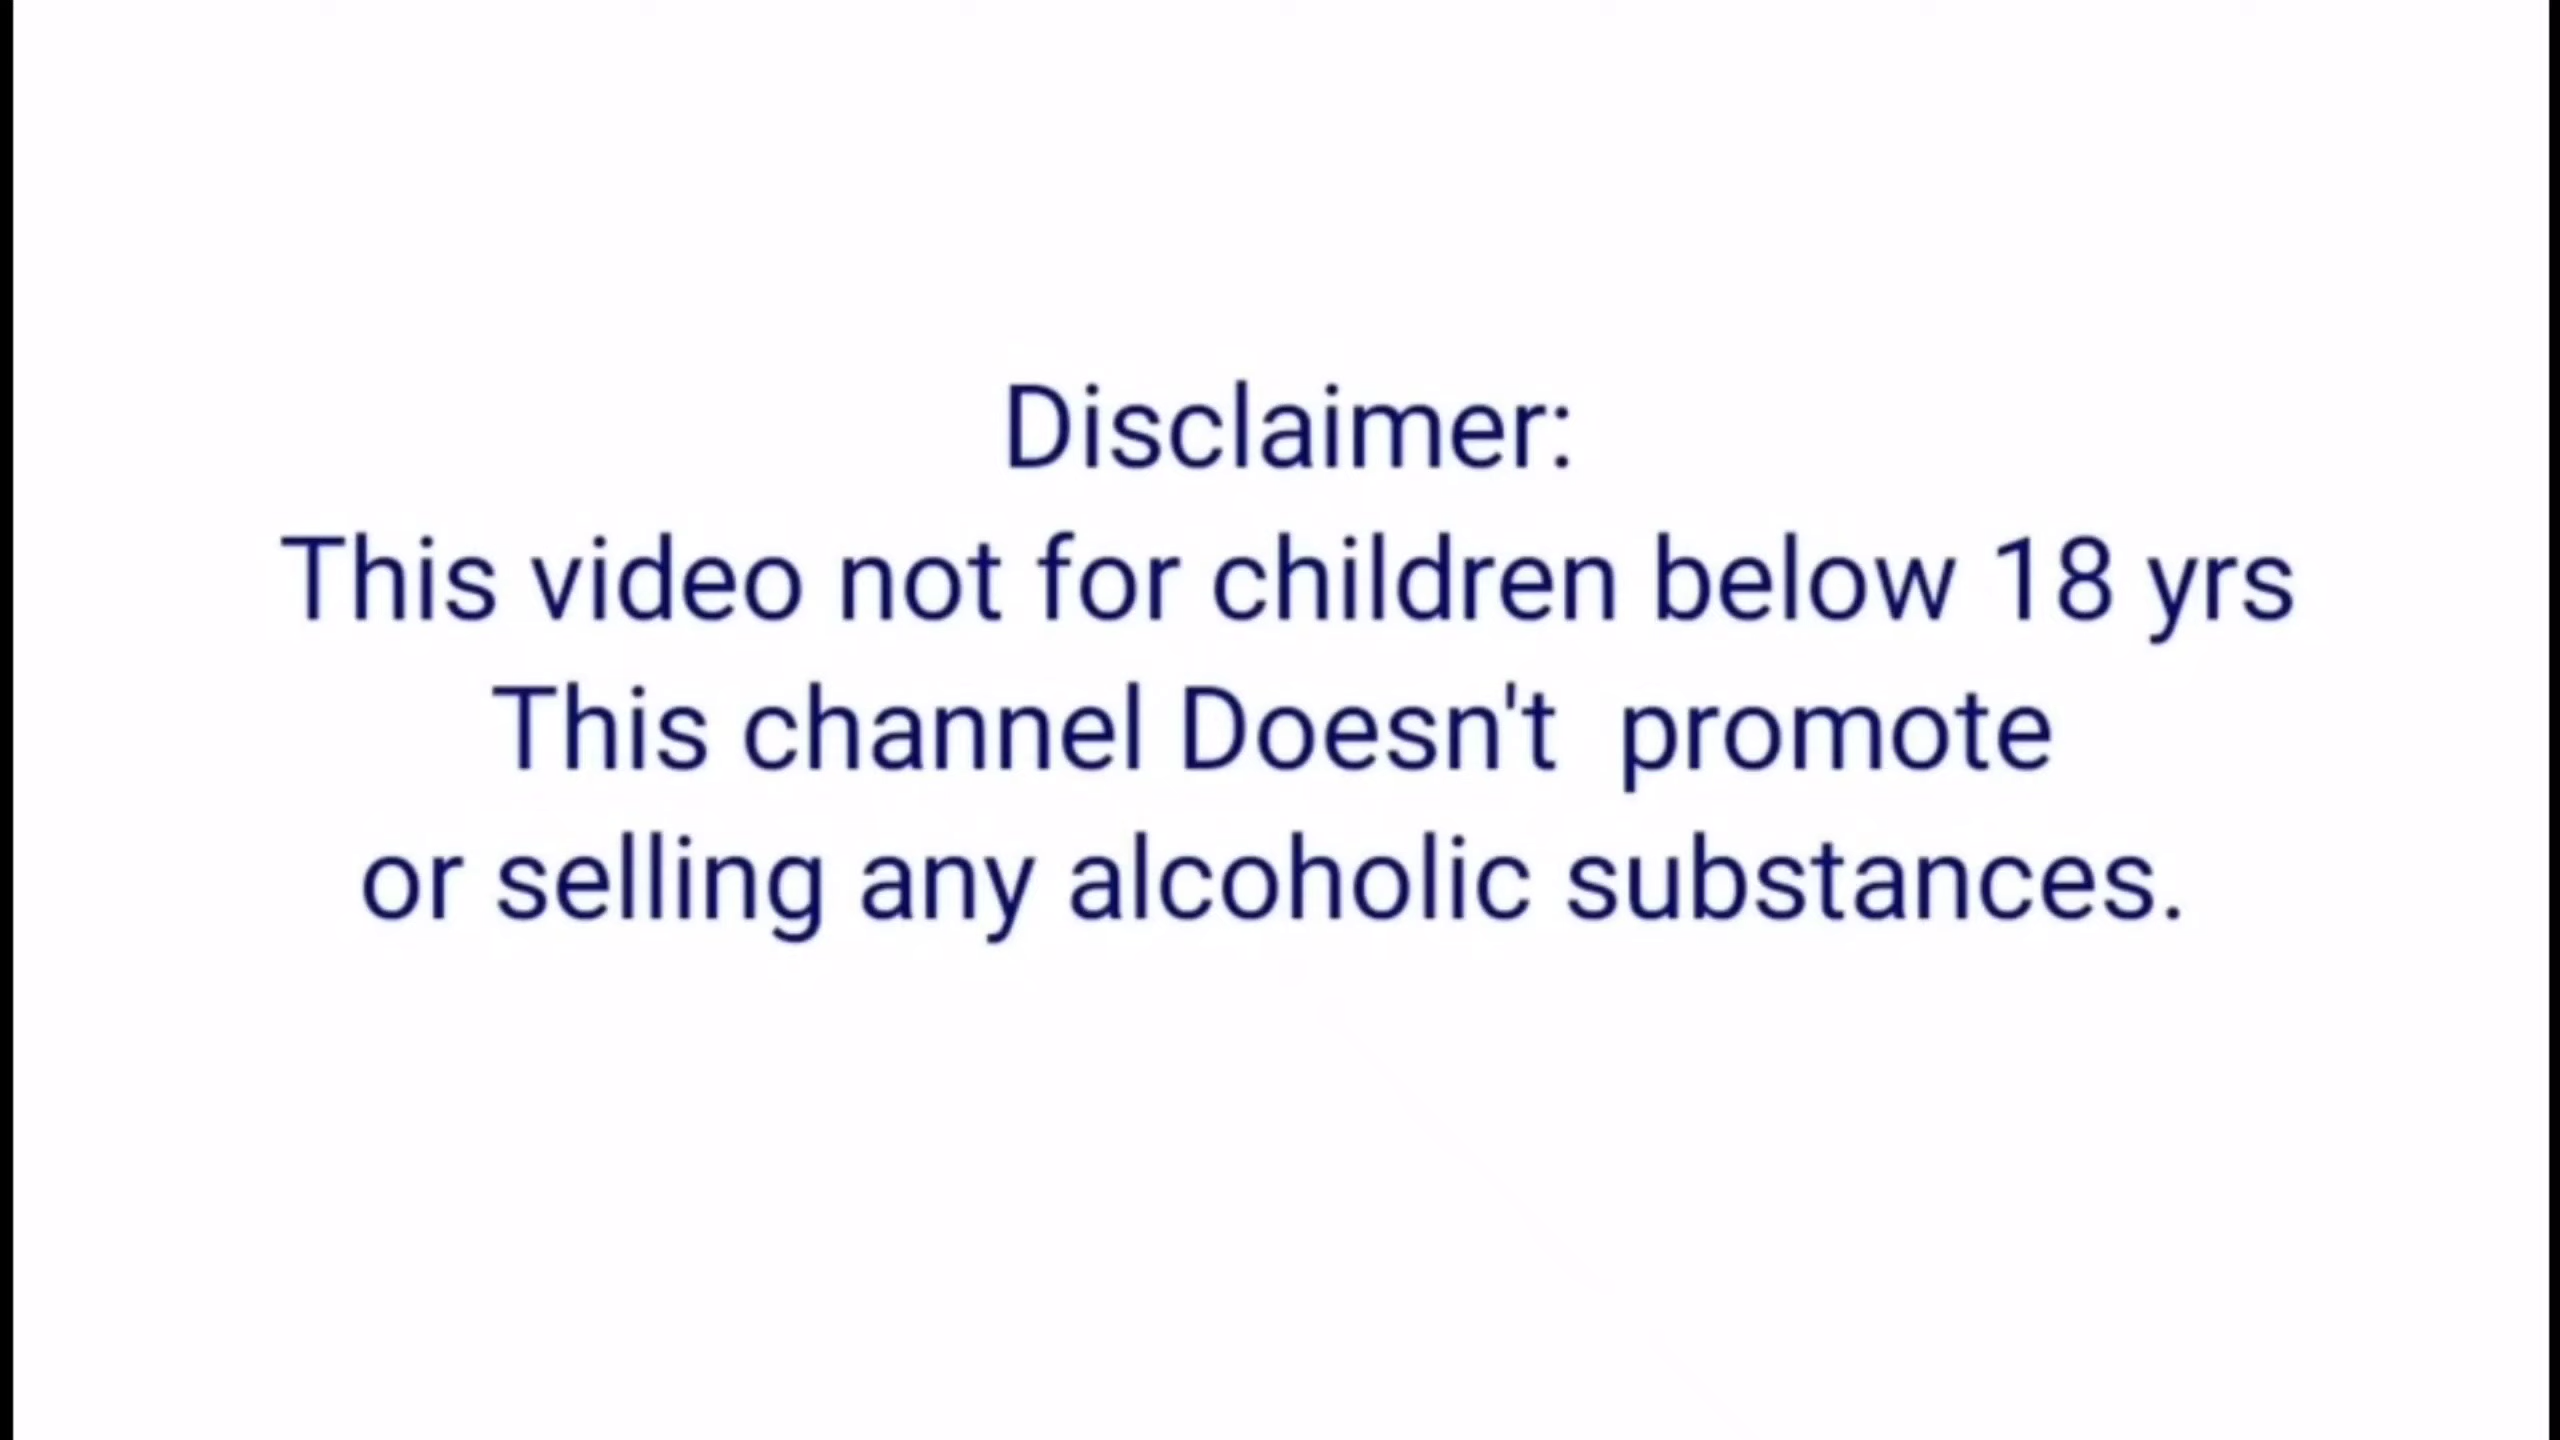 Disclaimer:
This video not for children below 18 yrs
This channel Doesn't  promote
or selling any alcoholic substances.